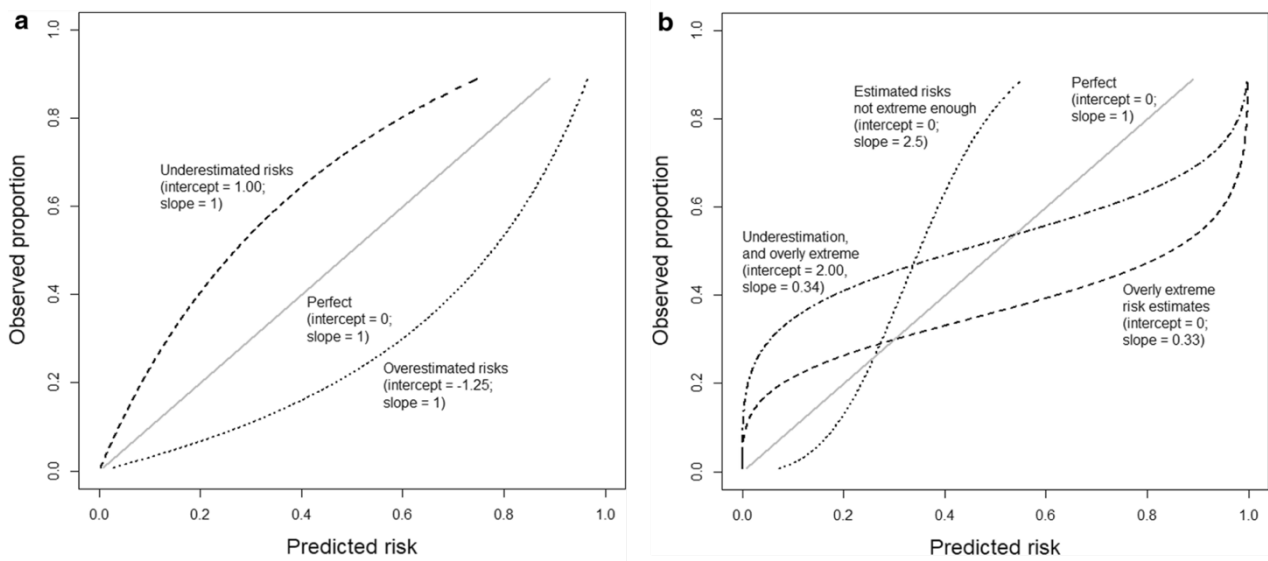 a
Observed proportion
1.0
0.8
0.6
0.4
0.2
0.0
Underestimated risks
(intercept = 1.00;
slope = 1)
Perfect
(intercept = 0;
slope = 1)
Overestimated risks
(intercept = -1.25;
slope = 1)
0.0 0.2 0.4 0.6 0.8 1.0
Predicted risk
b
Observed proportion
1.0
0.8
0.6
0.4
0.2
0.0
Estimated risks
not extreme enough
(intercept = 0;
slope = 2.5)
Perfect
(intercept = 0;
slope = 1)
Underestimation,
and overly extreme
(intercept = 2.00,
slope = 0.34)
Overly extreme
risk estimates
(intercept = 0;
slope = 0.33)
0.0 0.2 0.4 0.6 0.8 1.0
Predicted risk